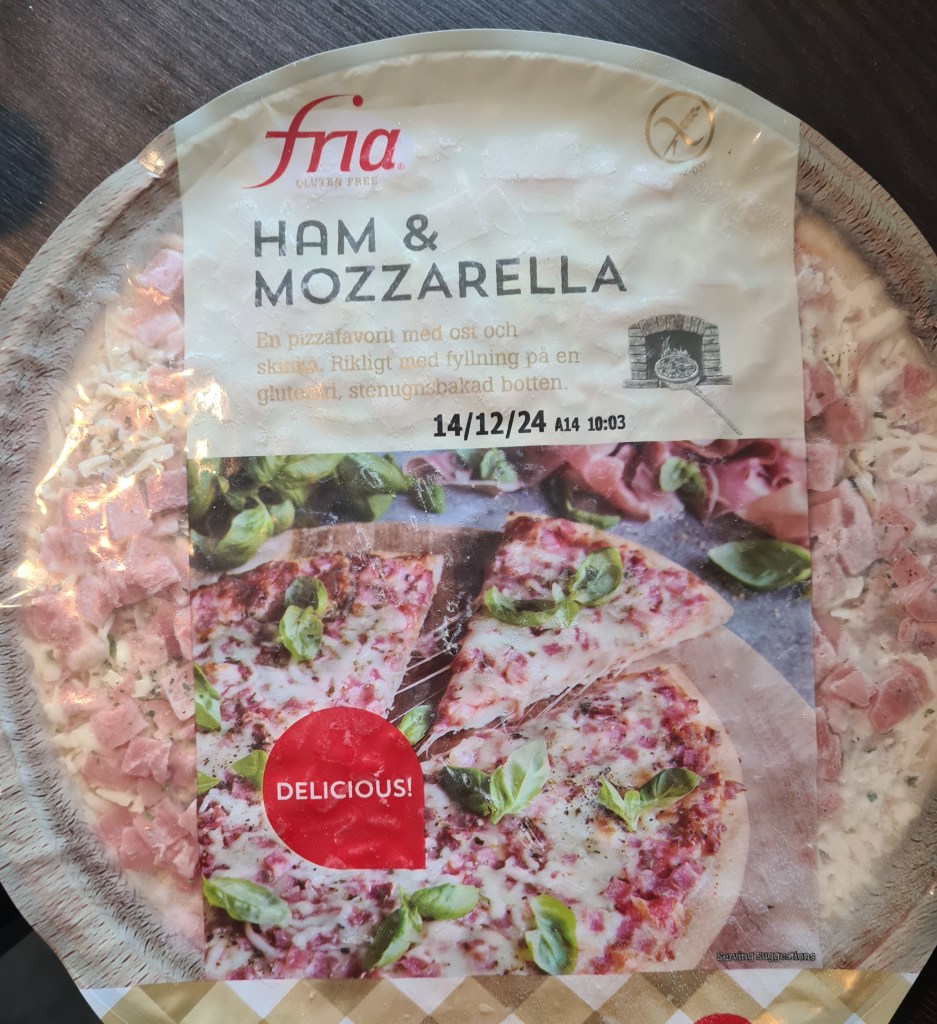 fria®
GLUTEN FREE
HAM &
MOZZARELLA
En pizzafavorit med ost och
skinka. Rikligt med fyllning på en
glutenfri, stenugnsbakad botten.
14/12/24 A14 10:03
DELICIOUS!
Serving suggestions